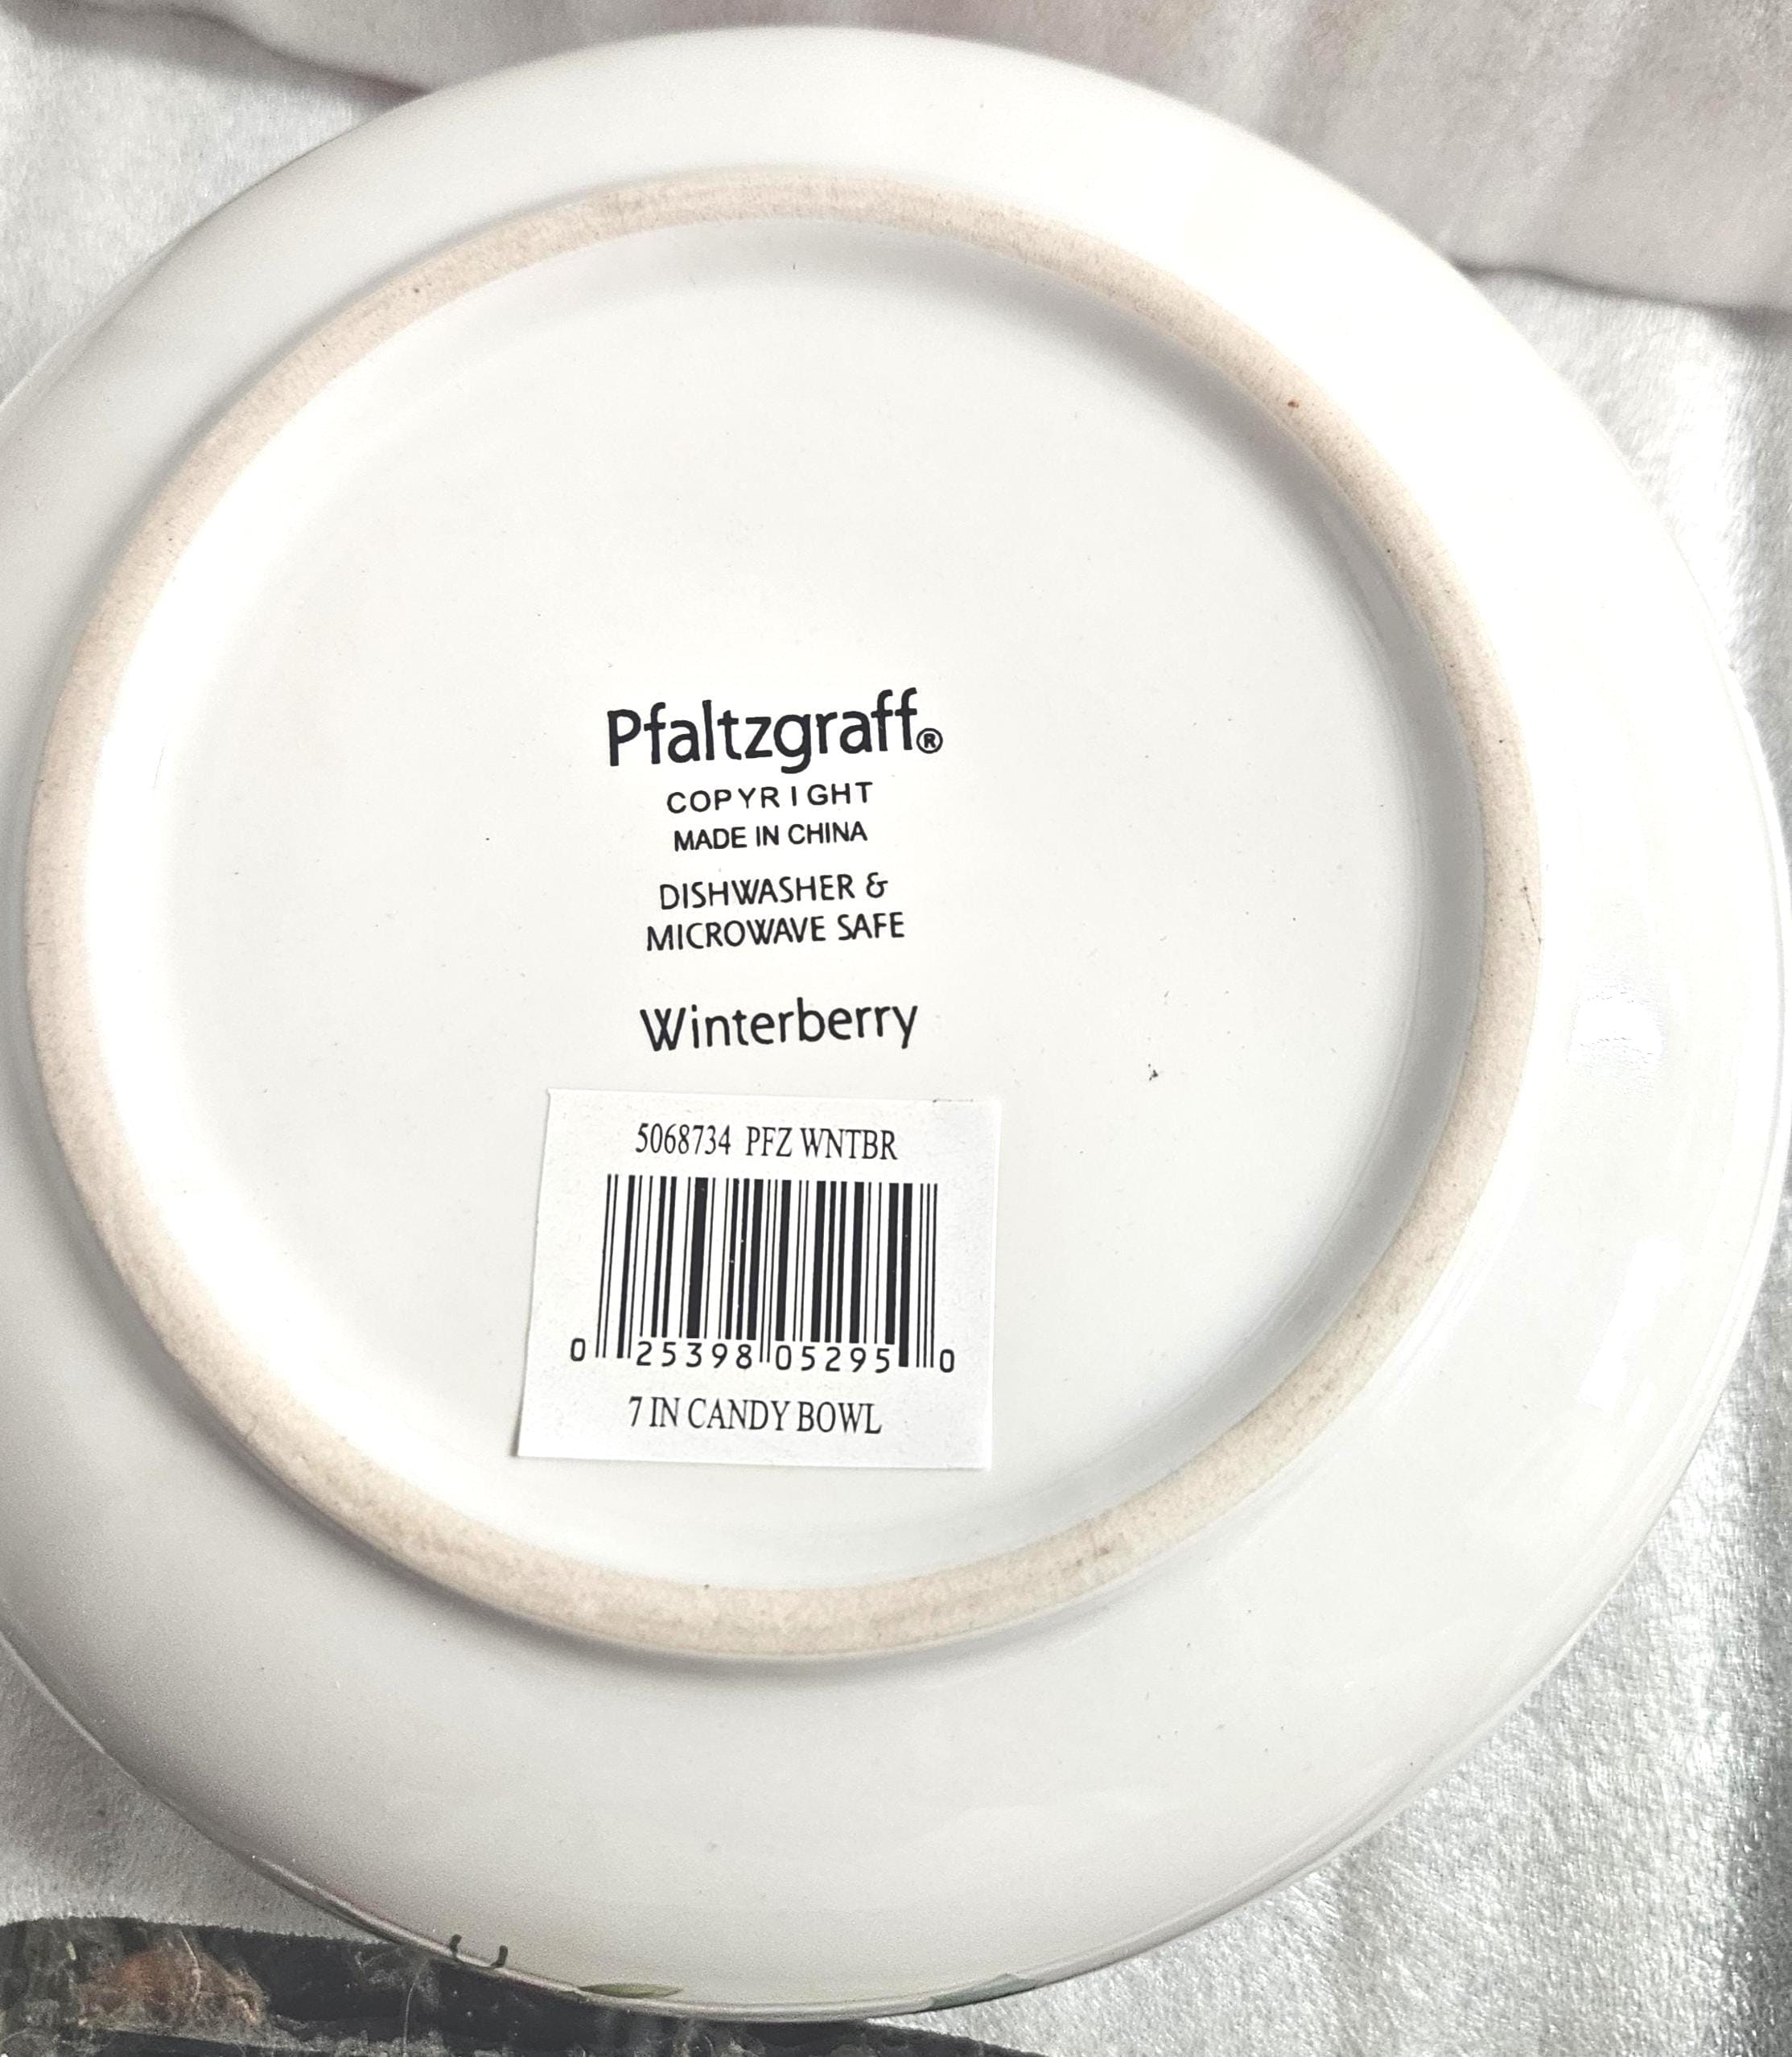 Pfaltzgraff®
COPYRIGHT
MADE IN CHINA
DISHWASHER &
MICROWAVE SAFE
Winterberry
5068734 PFZ WNTBR
0 25398 05295 0
7 IN CANDY BOWL